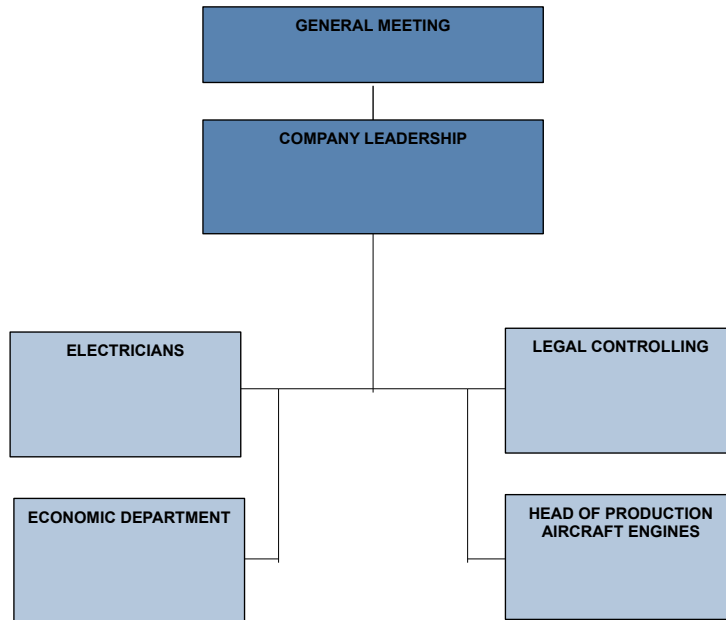 GENERAL MEETING
COMPANY LEADERSHIP
ELECTRICIANS
LEGAL CONTROLLING
ECONOMIC DEPARTMENT
HEAD OF PRODUCTION
AIRCRAFT ENGINES